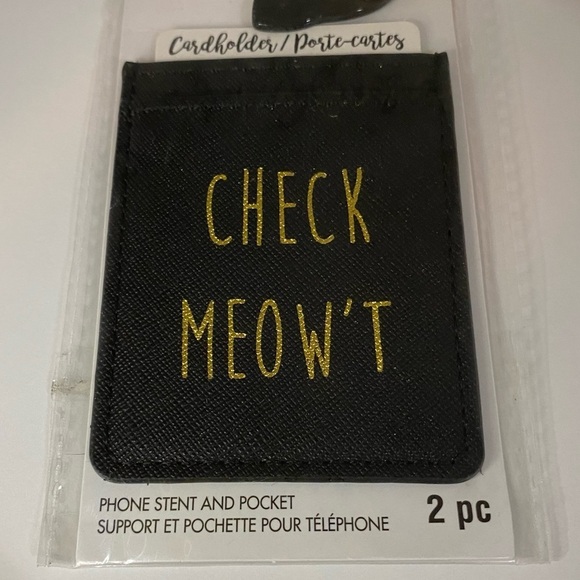 Cardholder / Porte-cartes
CHECK
MEOW'T
PHONE STENT AND POCKET
SUPPORT ET POCHETTE POUR TÉLÉPHONE
2 pc